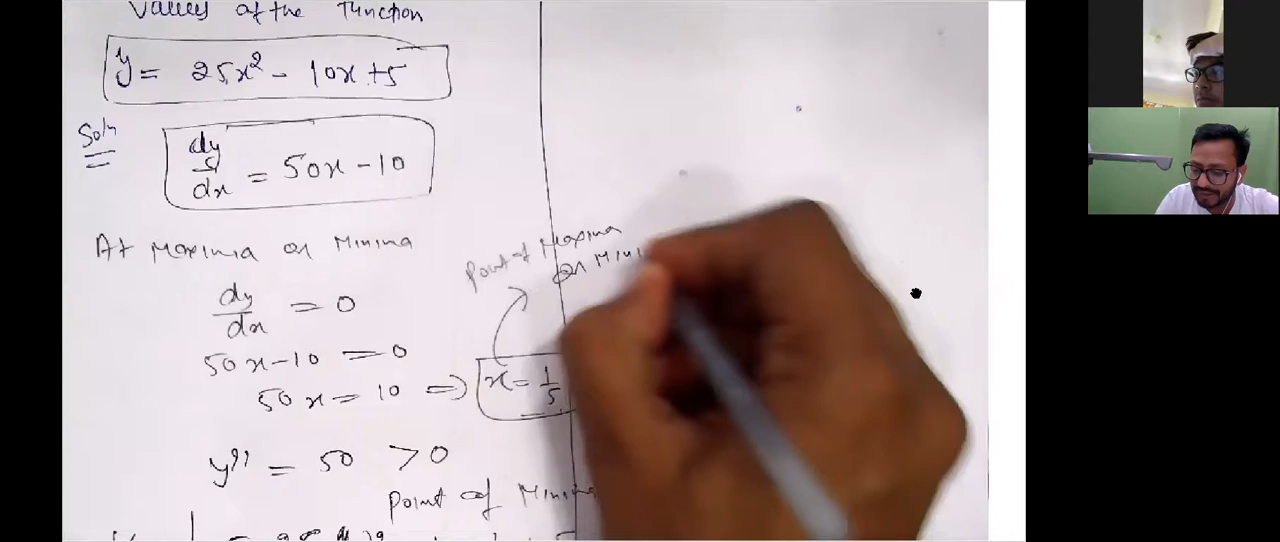 Values of the Function
y = 25x² - 10x + 5
Soln
dy/dx = 50x - 10
At Maxima or Minima
Point of Maxima
or Mini
dy/dx = 0
50x - 10 = 0
50x = 10 ⇒ x = 1/5
y'' = 50 > 0
Point of Minima